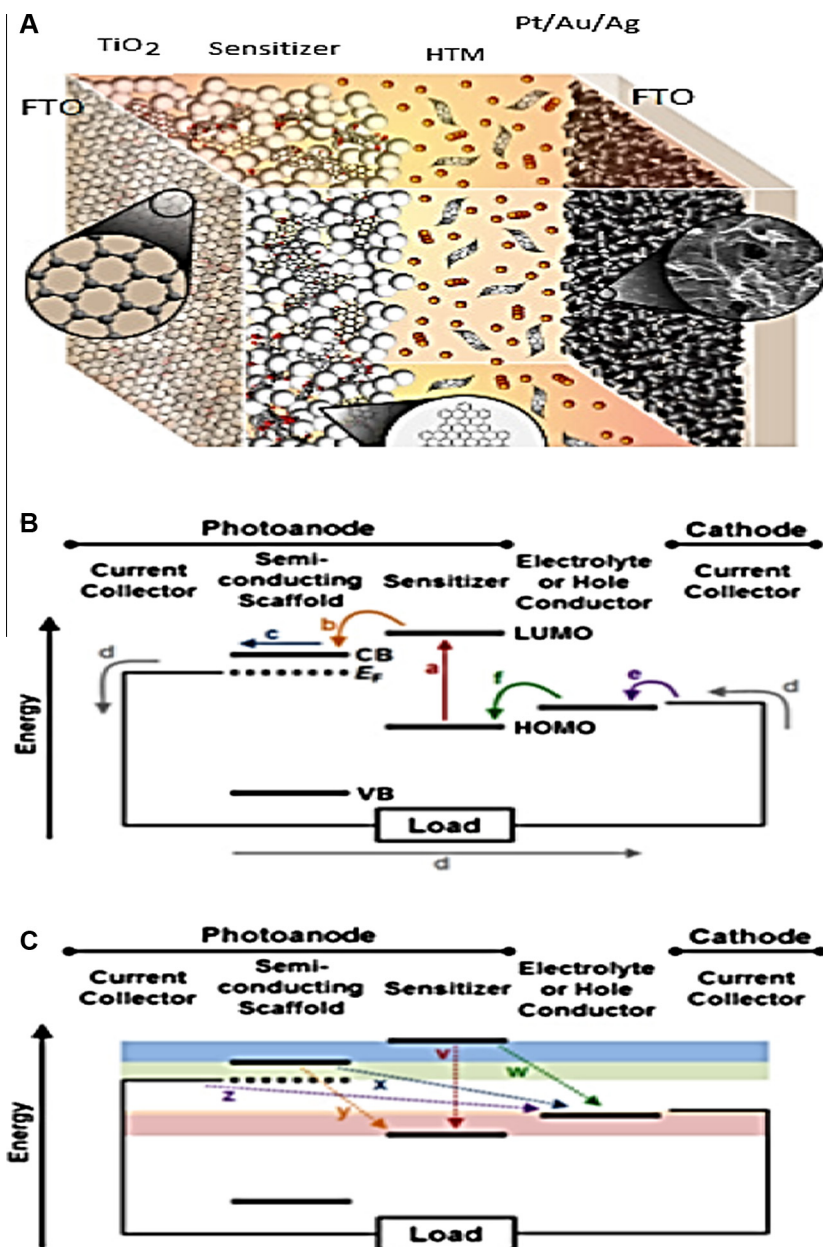 A
Pt/Au/Ag
TiO2
Sensitizer
HTM
FTO
FTO
B
Photoanode
Cathode
Current
Collector
Semi-
conducting
Scaffold
Sensitizer
Electrolyte
or Hole
Conductor
Current
Collector
Energy
d
c
b
CB
EF
a
LUMO
f
e
d
HOMO
VB
Load
d
C
Photoanode
Cathode
Current
Collector
Semi-
conducting
Scaffold
Sensitizer
Electrolyte
or Hole
Conductor
Current
Collector
Energy
v
w
x
z
y
Load